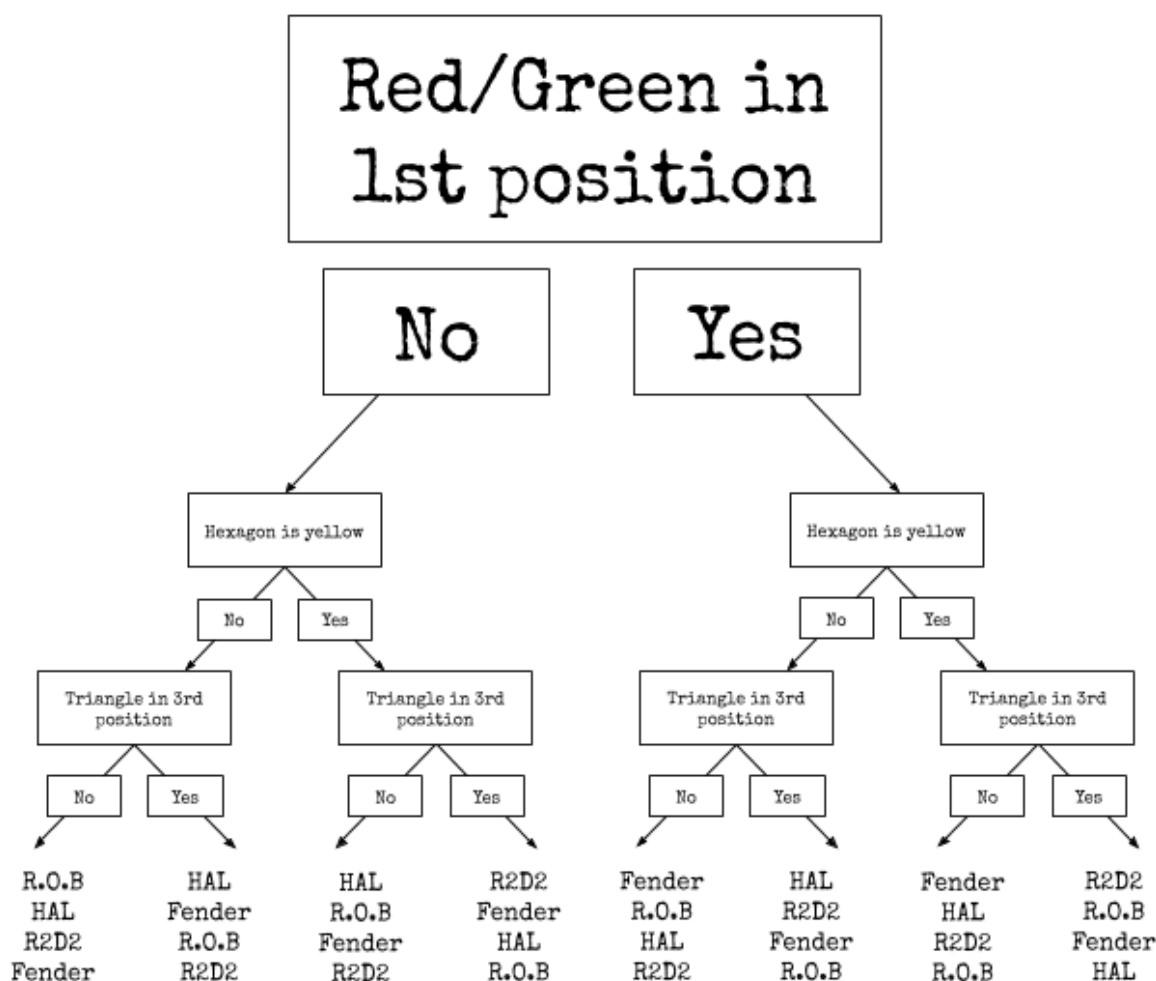 Red/Green in
1st position
No
Yes
Hexagon is yellow
Hexagon is yellow
No
Yes
No
Yes
Triangle in 3rd
position
Triangle in 3rd
position
Triangle in 3rd
position
Triangle in 3rd
position
No
Yes
No
Yes
No
Yes
No
Yes
R.O.B
HAL
R2D2
Fender
HAL
Fender
R.O.B
R2D2
HAL
R.O.B
Fender
R2D2
R2D2
Fender
HAL
R.O.B
Fender
R.O.B
HAL
R2D2
HAL
R2D2
Fender
R.O.B
Fender
HAL
R2D2
R.O.B
R2D2
R.O.B
Fender
HAL